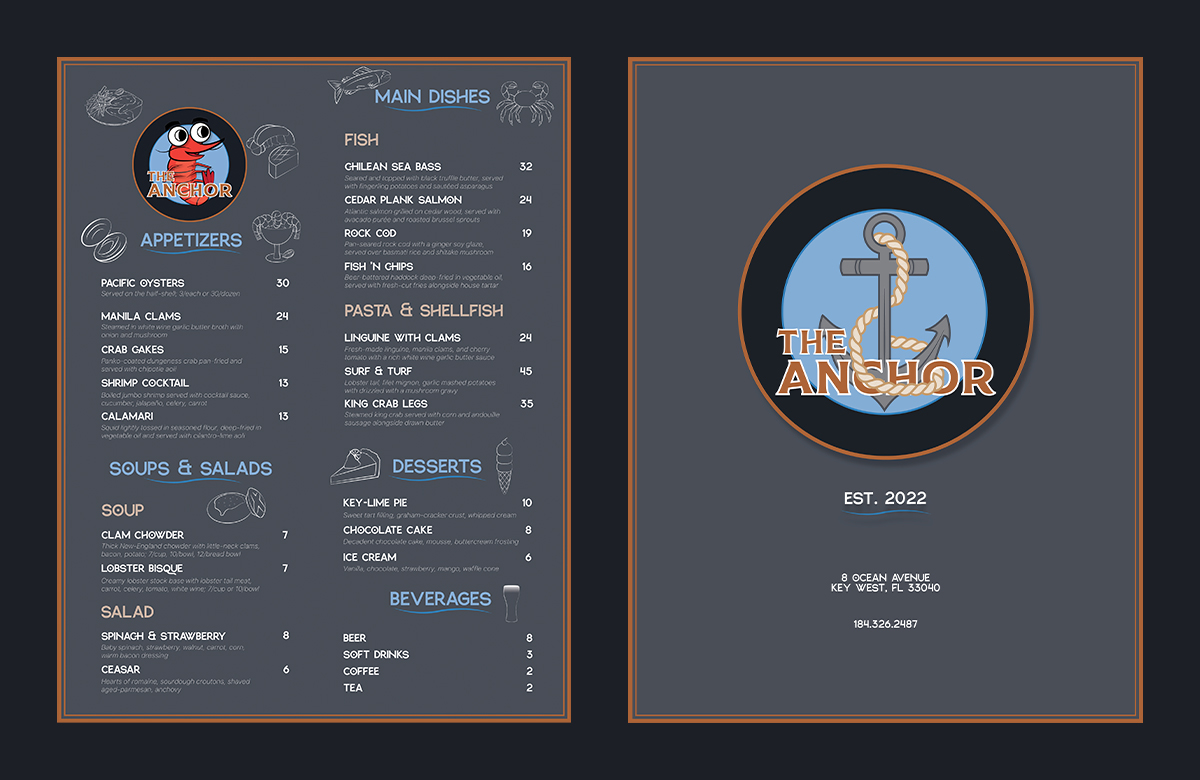 THE
ANCHOR
APPETIZERS
PACIFIC OYSTERS 30
Served on the half-shell; 3/each or 30/dozen
MANILA CLAMS 24
Steamed in white wine garlic butter broth with
onion and mushroom
CRAB CAKES 15
Panko-coated dungeness crab pan-fried and
served with chipotle aoli
SHRIMP COCKTAIL 13
Boiled jumbo shrimp served with cocktail sauce,
cucumber, jalapeño, celery, carrot
CALAMARI 13
Squid lightly tossed in seasoned flour, deep-fried in
vegetable oil and served with cilantro-lime aoli
SOUPS & SALADS
SOUP
CLAM CHOWDER 7
Thick New-England chowder with little-neck clams,
bacon, potato; 7/cup, 10/bowl, 12/bread bowl
LOBSTER BISQUE 7
Creamy lobster stock base with lobster tail meat,
carrot, celery, tomato, white wine; 7/cup or 10/bowl
SALAD
SPINACH & STRAWBERRY 8
Baby spinach, strawberry, walnut, carrot, corn,
warm bacon dressing
CEASAR 6
Hearts of romaine, sourdough croutons, shaved
aged-parmesan, anchovy
MAIN DISHES
FISH
CHILEAN SEA BASS 32
Seared and topped with black truffle butter, served
with fingerling potatoes and sautéed asparagus
CEDAR PLANK SALMON 24
Atlantic salmon grilled on cedar wood, served with
avocado purée and roasted brussel sprouts
ROCK COD 19
Pan-seared rock cod with a ginger soy glaze,
served over basmati rice and shitake mushroom
FISH 'N CHIPS 16
Beer-battered haddock deep-fried in vegetable oil,
served with fresh-cut fries alongside house tartar
PASTA & SHELLFISH
LINGUINE WITH CLAMS 24
Fresh-made linguine, manila clams, and cherry
tomato with a rich white wine garlic butter sauce
SURF & TURF 45
Lobster tail, filet mignon, garlic mashed potatoes
with drizzled with a mushroom gravy
KING CRAB LEGS 35
Steamed king crab served with corn and andouille
sausage alongside drawn butter
DESSERTS
KEY-LIME PIE 10
Sweet tart filling, graham-cracker crust, whipped cream
CHOCOLATE CAKE 8
Decadent chocolate cake, mousse, buttercream frosting
ICE CREAM 6
Vanilla, chocolate, strawberry, mango, waffle cone
BEVERAGES
BEER 8
SOFT DRINKS 3
COFFEE 2
TEA 2
THE
ANCHOR
EST. 2022
8 OCEAN AVENUE
KEY WEST, FL 33040
184.326.2487